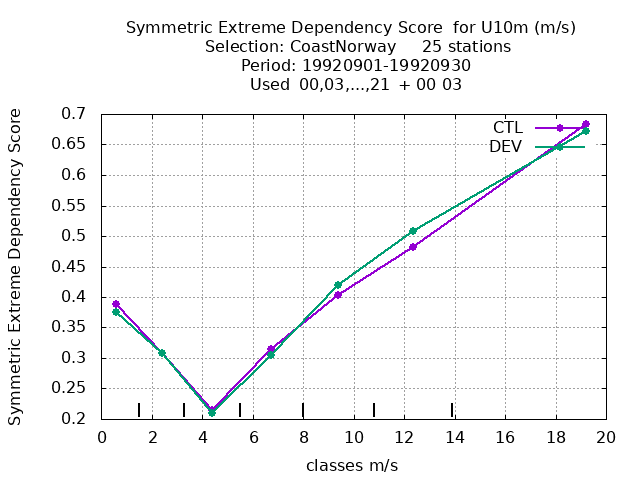 Symmetric Extreme Dependency Score  for U10m (m/s)
Selection: CoastNorway     25 stations
Period: 19920901-19920930
Used  00,03,...,21  + 00 03
Symmetric Extreme Dependency Score
0.7
0.65
0.6
0.55
0.5
0.45
0.4
0.35
0.3
0.25
0.2
CTL
DEV
0 2 4 6 8 10 12 14 16 18 20
classes m/s